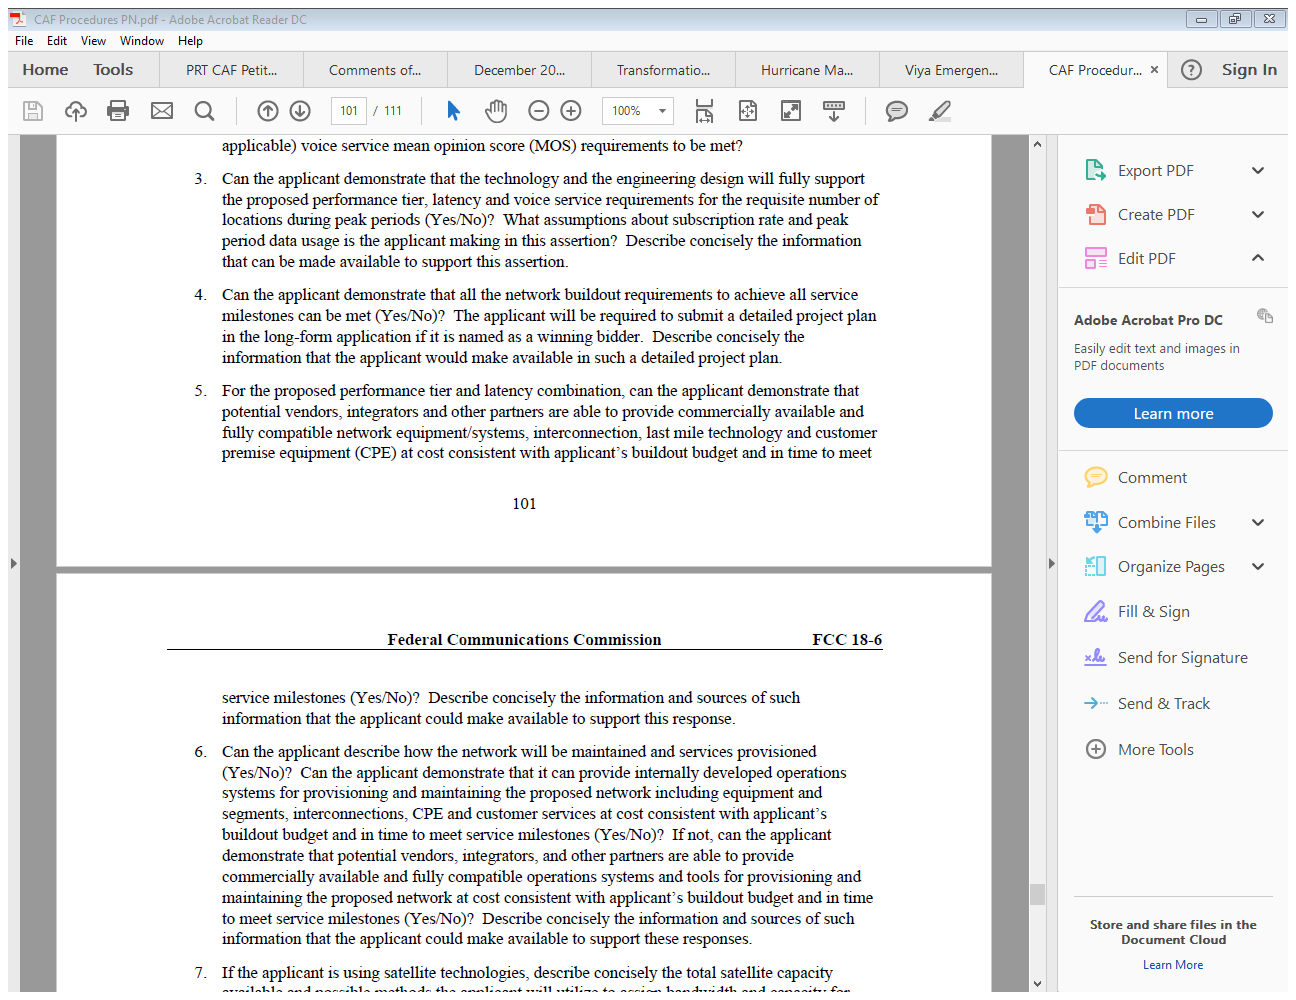 CAF Procedures PN.pdf - Adobe Acrobat Reader DC
File Edit View Window Help
Home Tools PRT CAF Petit... Comments of... December 20... Transformatio... Hurricane Ma... Viya Emergen... CAF Procedur... × ? Sign In
101 / 111 100%
applicable) voice service mean opinion score (MOS) requirements to be met?
3. Can the applicant demonstrate that the technology and the engineering design will fully support
the proposed performance tier, latency and voice service requirements for the requisite number of
locations during peak periods (Yes/No)? What assumptions about subscription rate and peak
period data usage is the applicant making in this assertion? Describe concisely the information
that can be made available to support this assertion.
4. Can the applicant demonstrate that all the network buildout requirements to achieve all service
milestones can be met (Yes/No)? The applicant will be required to submit a detailed project plan
in the long-form application if it is named as a winning bidder. Describe concisely the
information that the applicant would make available in such a detailed project plan.
5. For the proposed performance tier and latency combination, can the applicant demonstrate that
potential vendors, integrators and other partners are able to provide commercially available and
fully compatible network equipment/systems, interconnection, last mile technology and customer
premise equipment (CPE) at cost consistent with applicant's buildout budget and in time to meet
101
Federal Communications Commission FCC 18-6
service milestones (Yes/No)? Describe concisely the information and sources of such
information that the applicant could make available to support this response.
6. Can the applicant describe how the network will be maintained and services provisioned
(Yes/No)? Can the applicant demonstrate that it can provide internally developed operations
systems for provisioning and maintaining the proposed network including equipment and
segments, interconnections, CPE and customer services at cost consistent with applicant's
buildout budget and in time to meet service milestones (Yes/No)? If not, can the applicant
demonstrate that potential vendors, integrators, and other partners are able to provide
commercially available and fully compatible operations systems and tools for provisioning and
maintaining the proposed network at cost consistent with applicant's buildout budget and in time
to meet service milestones (Yes/No)? Describe concisely the information and sources of such
information that the applicant could make available to support these responses.
7. If the applicant is using satellite technologies, describe concisely the total satellite capacity
available and possible methods the applicant will utilize to assign bandwidth and capacity for
Export PDF
Create PDF
Edit PDF
Adobe Acrobat Pro DC
Easily edit text and images in
PDF documents
Learn more
Comment
Combine Files
Organize Pages
Fill & Sign
Send for Signature
Send & Track
More Tools
Store and share files in the
Document Cloud
Learn More